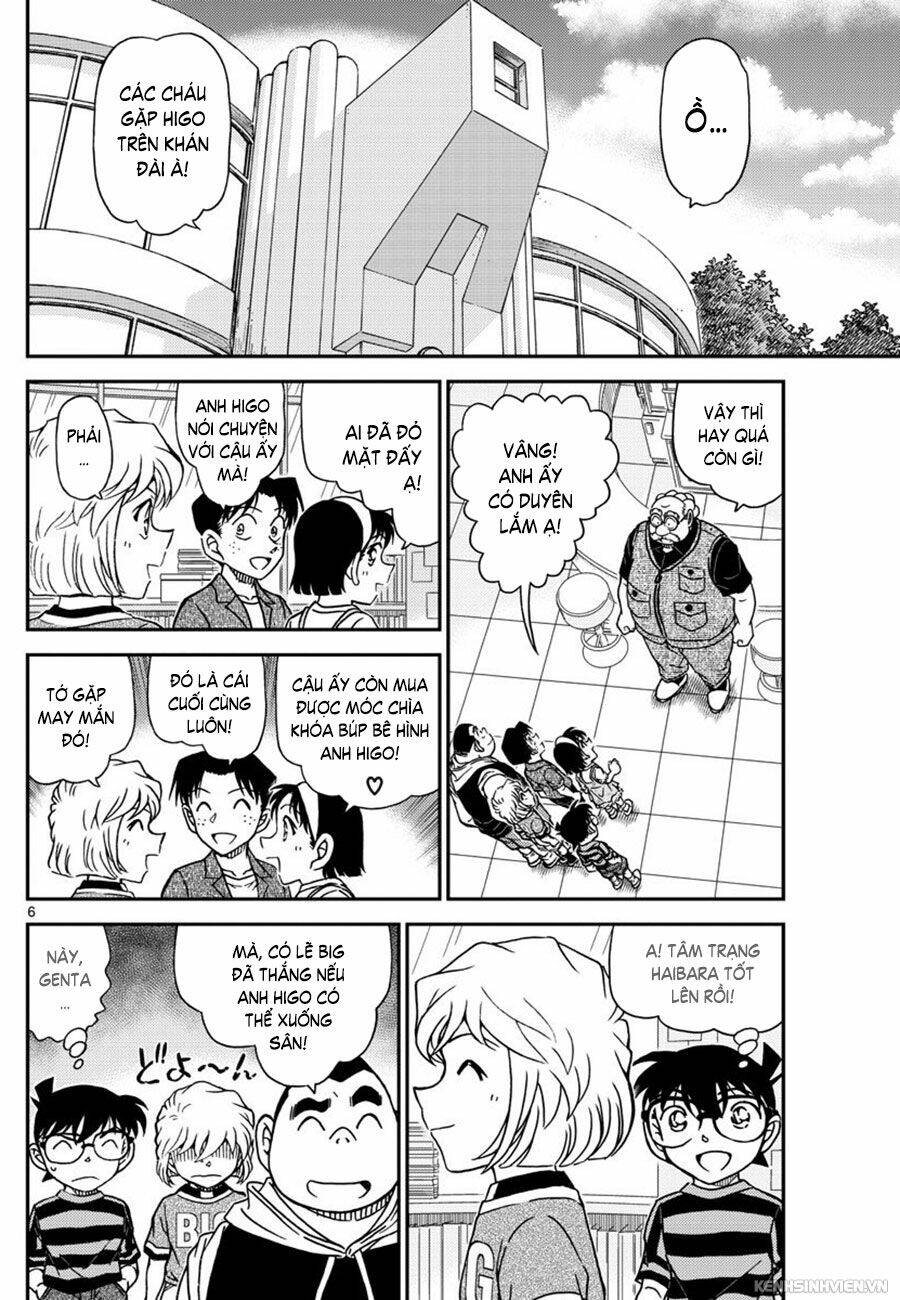 Ồ...
CÁC CHÁU
GẶP HIGO
TRÊN KHÁN
ĐÀI À!
VẬY THÌ
HAY QUÁ
CÒN GÌ!
VÂNG!
ANH ẤY
CÓ DUYÊN
LẮM Ạ!
AI ĐÃ ĐỎ
MẶT ĐẤY
Ạ!
ANH HIGO
NÓI CHUYỆN
VỚI CẬU ẤY
MÀ!
PHẢI
...
CẬU ẤY CÒN MUA
ĐƯỢC MÓC CHÌA
KHÓA BÚP BÊ HÌNH
ANH HIGO!
♡
ĐÓ LÀ CÁI
CUỐI CÙNG
LUÔN!
TỚ GẶP
MAY MẮN
ĐÓ!
6
A! TÂM TRẠNG
HAIBARA TỐT
LÊN RỒI!
G
MÀ, CÓ LẼ BIG
ĐÃ THẮNG NẾU
ANH HIGO CÓ
THỂ XUỐNG
SÂN!
NÀY,
GENTA
...
どよ〜ん
BIG
KENHSINHVIEN.VN